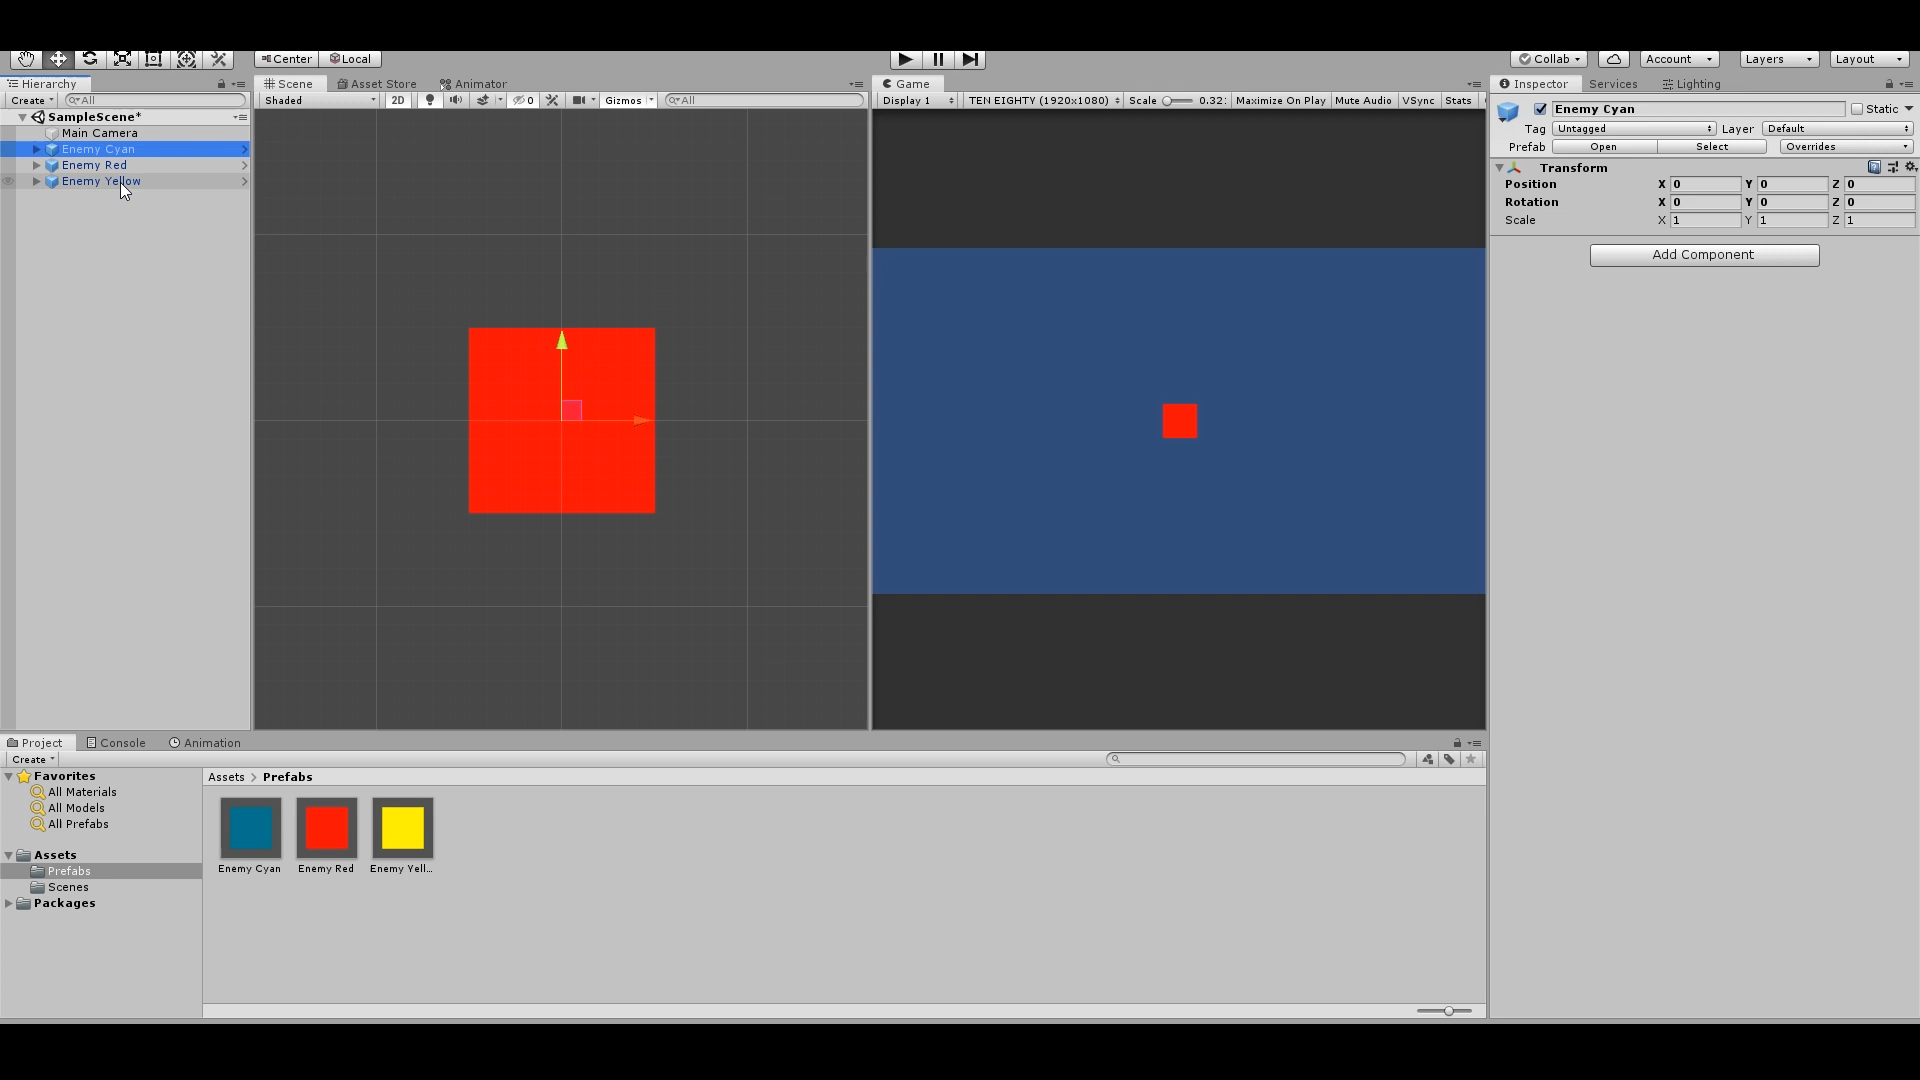 Center Local Collab Account Layers Layout
Hierarchy
Create All
SampleScene*
Main Camera
Enemy Cyan
Enemy Red
Enemy Yellow
Scene Asset Store Animator
Shaded 2D 0 Gizmos All
Game
Display 1 TEN EIGHTY (1920x1080) Scale 0.32 Maximize On Play Mute Audio VSync Stats
Inspector Services Lighting
Enemy Cyan Static
Tag Untagged Layer Default
Prefab Open Select Overrides
Transform
Position X 0 Y 0 Z 0
Rotation X 0 Y 0 Z 0
Scale X 1 Y 1 Z 1
Add Component
Project Console Animation
Create
Favorites
All Materials
All Models
All Prefabs
Assets
Prefabs
Scenes
Packages
Assets > Prefabs
Enemy Cyan Enemy Red Enemy Yell...